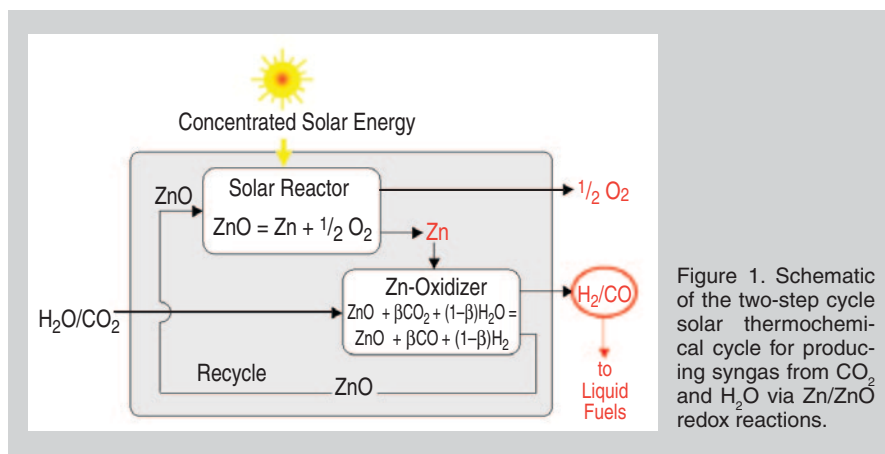 Concentrated Solar Energy
ZnO
Solar Reactor
ZnO = Zn + 1/2 O2
1/2 O2
Zn
H2O/CO2
Zn-Oxidizer
ZnO + βCO2 + (1–β)H2O =
ZnO + βCO + (1–β)H2
H2/CO
Recycle
ZnO
to
Liquid
Fuels
Figure 1. Schematic
of the two-step cycle
solar thermochemi-
cal cycle for produc-
ing syngas from CO2
and H2O via Zn/ZnO
redox reactions.